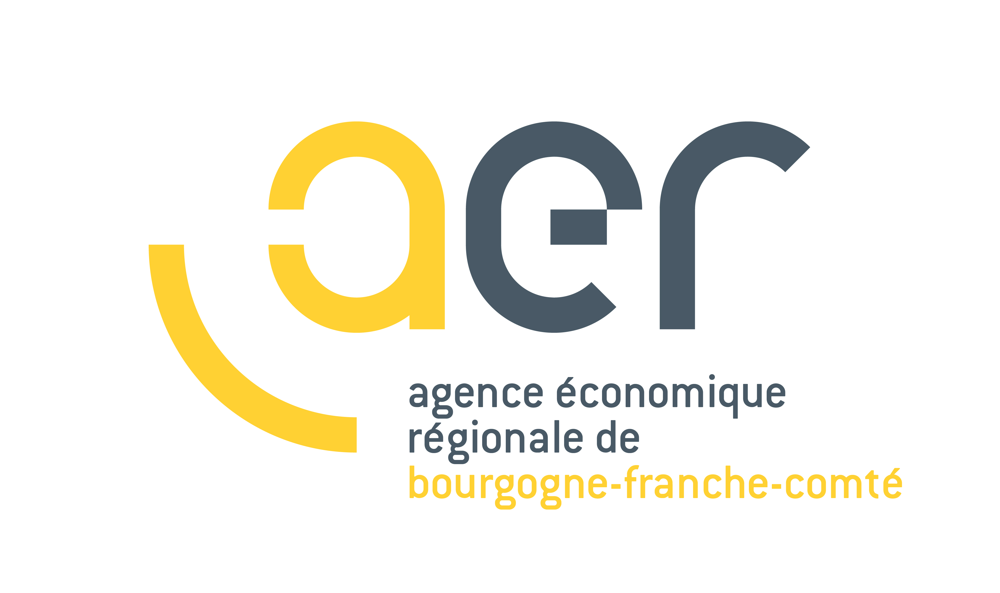 aer
agence économique
régionale de
bourgogne-franche-comté